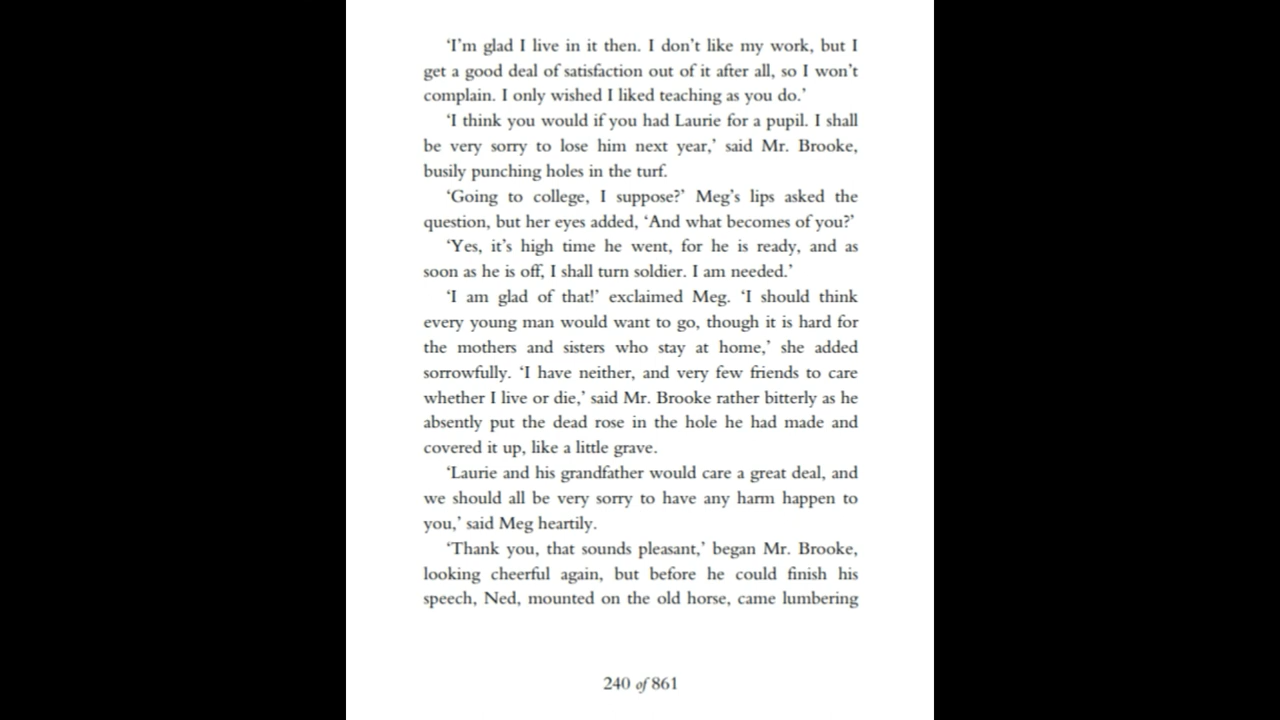 ‘I’m glad I live in it then. I don’t like my work, but I
get a good deal of satisfaction out of it after all, so I won’t
complain. I only wished I liked teaching as you do.’
‘I think you would if you had Laurie for a pupil. I shall
be very sorry to lose him next year,’ said Mr. Brooke,
busily punching holes in the turf.
‘Going to college, I suppose?’ Meg’s lips asked the
question, but her eyes added, ‘And what becomes of you?’
‘Yes, it’s high time he went, for he is ready, and as
soon as he is off, I shall turn soldier. I am needed.’
‘I am glad of that!’ exclaimed Meg. ‘I should think
every young man would want to go, though it is hard for
the mothers and sisters who stay at home,’ she added
sorrowfully. ‘I have neither, and very few friends to care
whether I live or die,’ said Mr. Brooke rather bitterly as he
absently put the dead rose in the hole he had made and
covered it up, like a little grave.
‘Laurie and his grandfather would care a great deal, and
we should all be very sorry to have any harm happen to
you,’ said Meg heartily.
‘Thank you, that sounds pleasant,’ began Mr. Brooke,
looking cheerful again, but before he could finish his
speech, Ned, mounted on the old horse, came lumbering
240 of 861